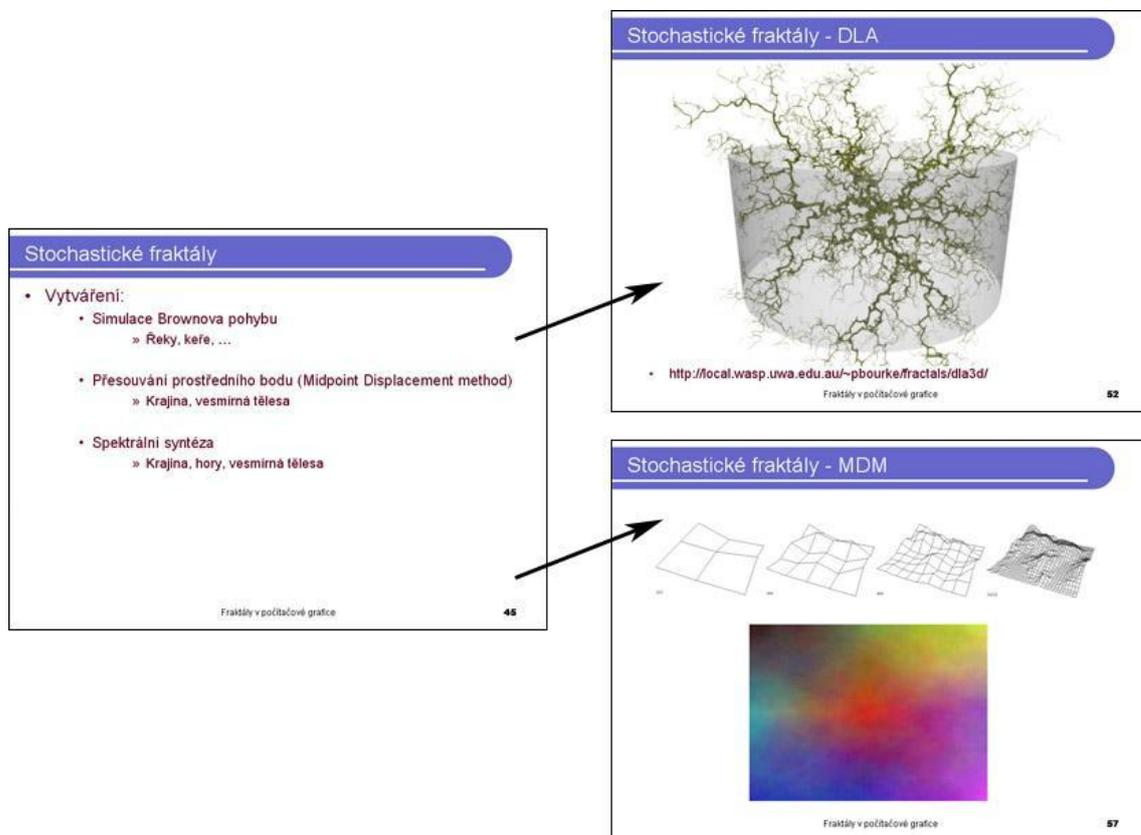 Stochastické fraktály
• Vytváření:
• Simulace Brownova pohybu
» Řeky, keře, ...
• Přesouvání prostředního bodu (Midpoint Displacement method)
» Krajina, vesmírná tělesa
• Spektrální syntéza
» Krajina, hory, vesmírná tělesa
Fraktály v počítačové grafice
45
Stochastické fraktály - DLA
• http://local.wasp.uwa.edu.au/~pbourke/fractals/dla3d/
Fraktály v počítačové grafice
52
Stochastické fraktály - MDM
Fraktály v počítačové grafice
57